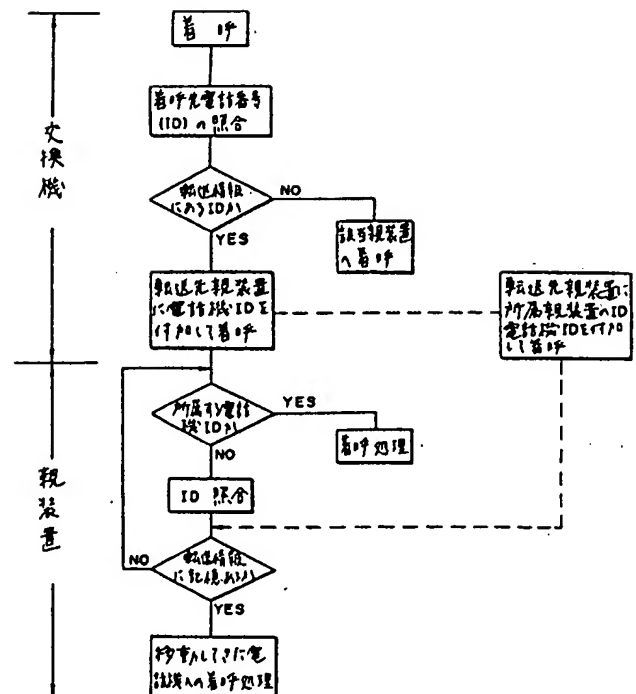 着呼
着呼先電話番号
(ID)の照合
転送情報
にあるIDか
NO
YES
該当親装置
へ着呼
転送先親装置
に電話機IDを
付加して着呼
転送先親装置に
所属親装置のID
電話機IDを付加
して着呼
交換機
所属する電話
機IDか
YES
NO
着呼処理
ID 照合
転送情報
に記憶あるか
NO
YES
移動してきた電
話機への着呼処理
親装置